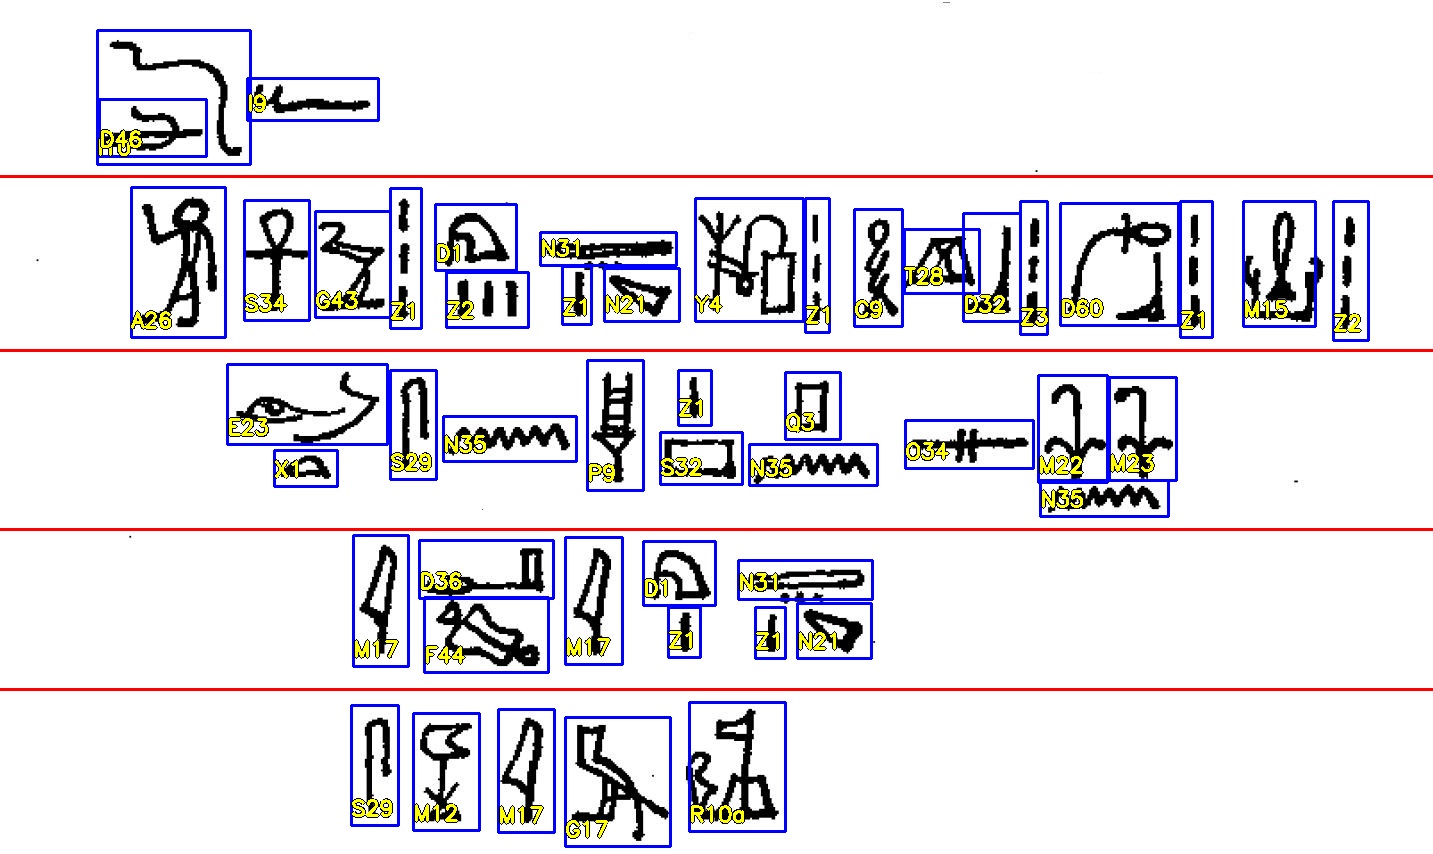 D46 I9
A26 S34 G43 Z1 D1 Z2 N31 Z1 N21 Y4 Z1 C9 T28 D32 Z3 D60 Z1 M15 Z2
E23 X1 S29 N35 P9 Z1 S32 Q3 N35 O34 M22 M23 N35
M17 D36 F44 M17 D1 Z1 N31 Z1 N21
S29 M12 M17 G17 R10a